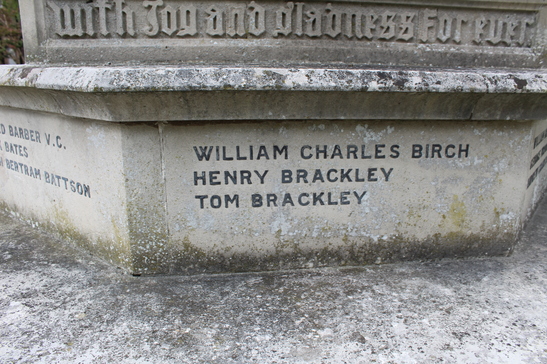 with Joy and gladness for ever
BARBER V.C.
BATES
BERTRAM BATTSON
WILLIAM CHARLES BIRCH
HENRY BRACKLEY
TOM BRACKLEY